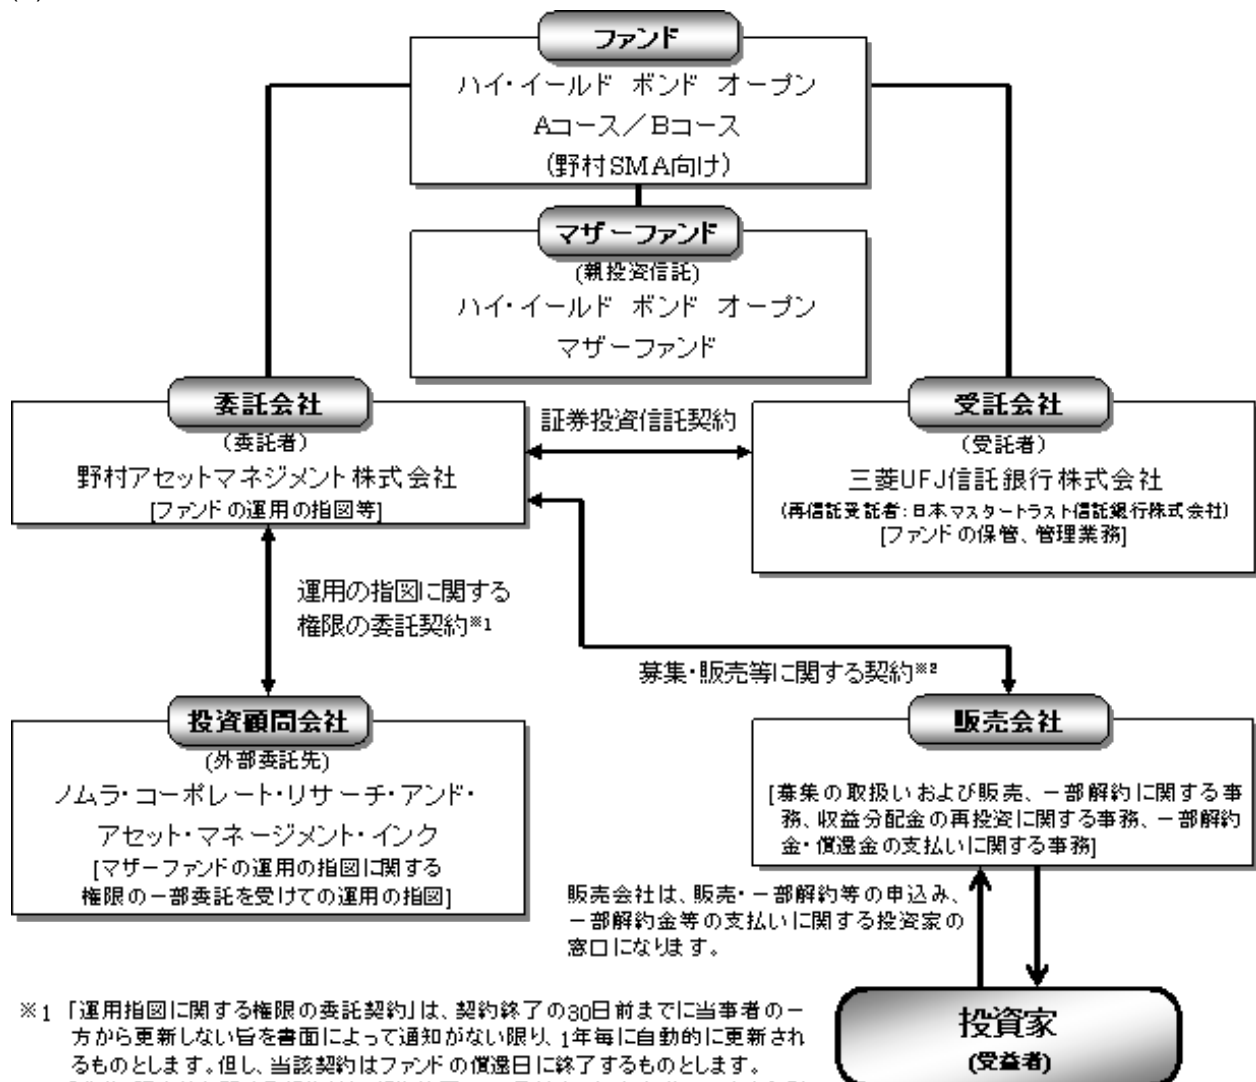 ファンド
ハイ・イールド ボンド オープン
Aコース／Bコース
(野村SMA向け)
マザーファンド
(親投資信託)
ハイ・イールド ボンド オープン
マザーファンド
委託会社
(委託者)
野村アセットマネジメント株式会社
[ファンドの運用の指図等]
証券投資信託契約
受託会社
(受託者)
三菱UFJ信託銀行株式会社
(再信託受託者:日本マスタートラスト信託銀行株式会社)
[ファンドの保管、管理業務]
運用の指図に関する
権限の委託契約※1
募集・販売等に関する契約※2
投資顧問会社
(外部委託先)
ノムラ・コーポレート・リサーチ・アンド・
アセット・マネージメント・インク
[マザーファンドの運用の指図に関する
権限の一部委託を受けての運用の指図]
販売会社
[募集の取扱いおよび販売、一部解約に関する事
務、収益分配金の再投資に関する事務、一部解約
金・償還金の支払いに関する事務]
販売会社は、販売・一部解約等の申込み、
一部解約金等の支払いに関する投資家の
窓口になります。
投資家
(受益者)
※1 「運用指図に関する権限の委託契約」は、契約終了の30日前までに当事者の一
方から更新しない旨を書面によって通知がない限り、1年毎に自動的に更新され
るものとします。但し、当該契約はファンドの償還日に終了するものとします。